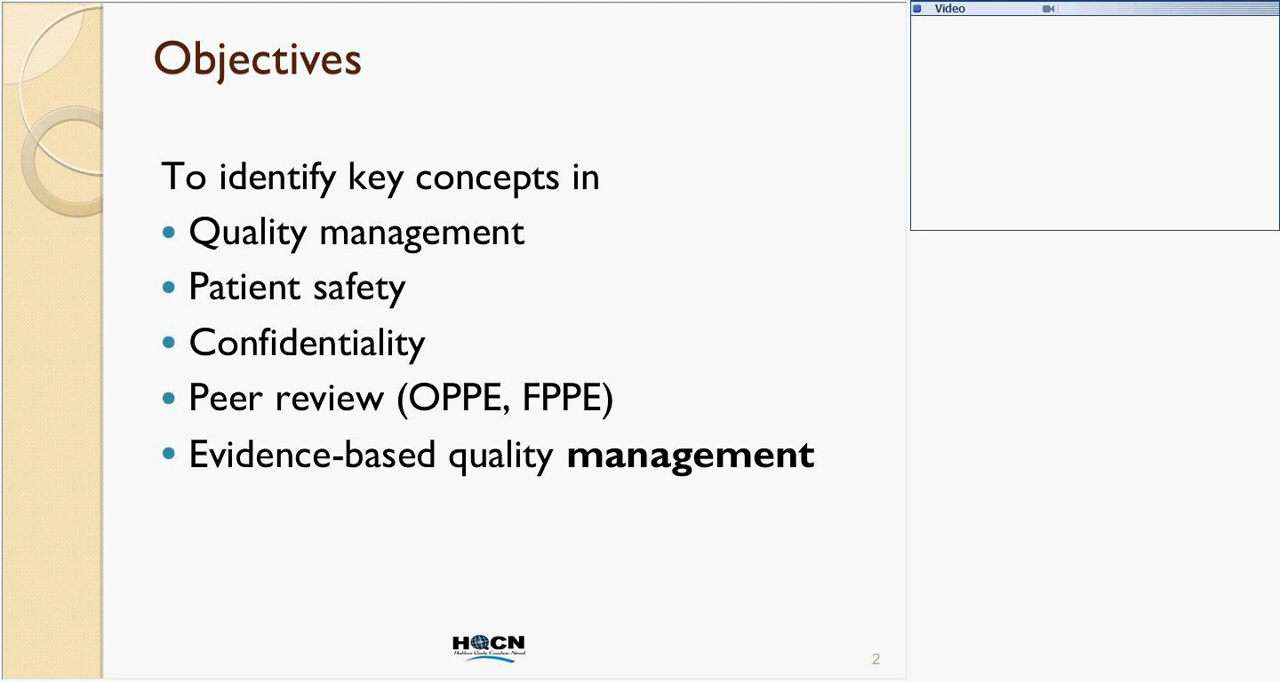 Objectives
To identify key concepts in
• Quality management
• Patient safety
• Confidentiality
• Peer review (OPPE, FPPE)
• Evidence-based quality management
HQCN
2
Video